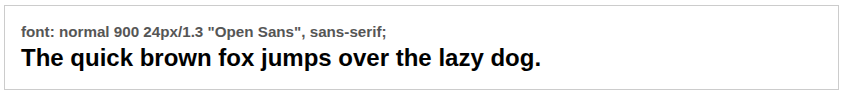 font: normal 900 24px/1.3 "Open Sans", sans-serif;
The quick brown fox jumps over the lazy dog.